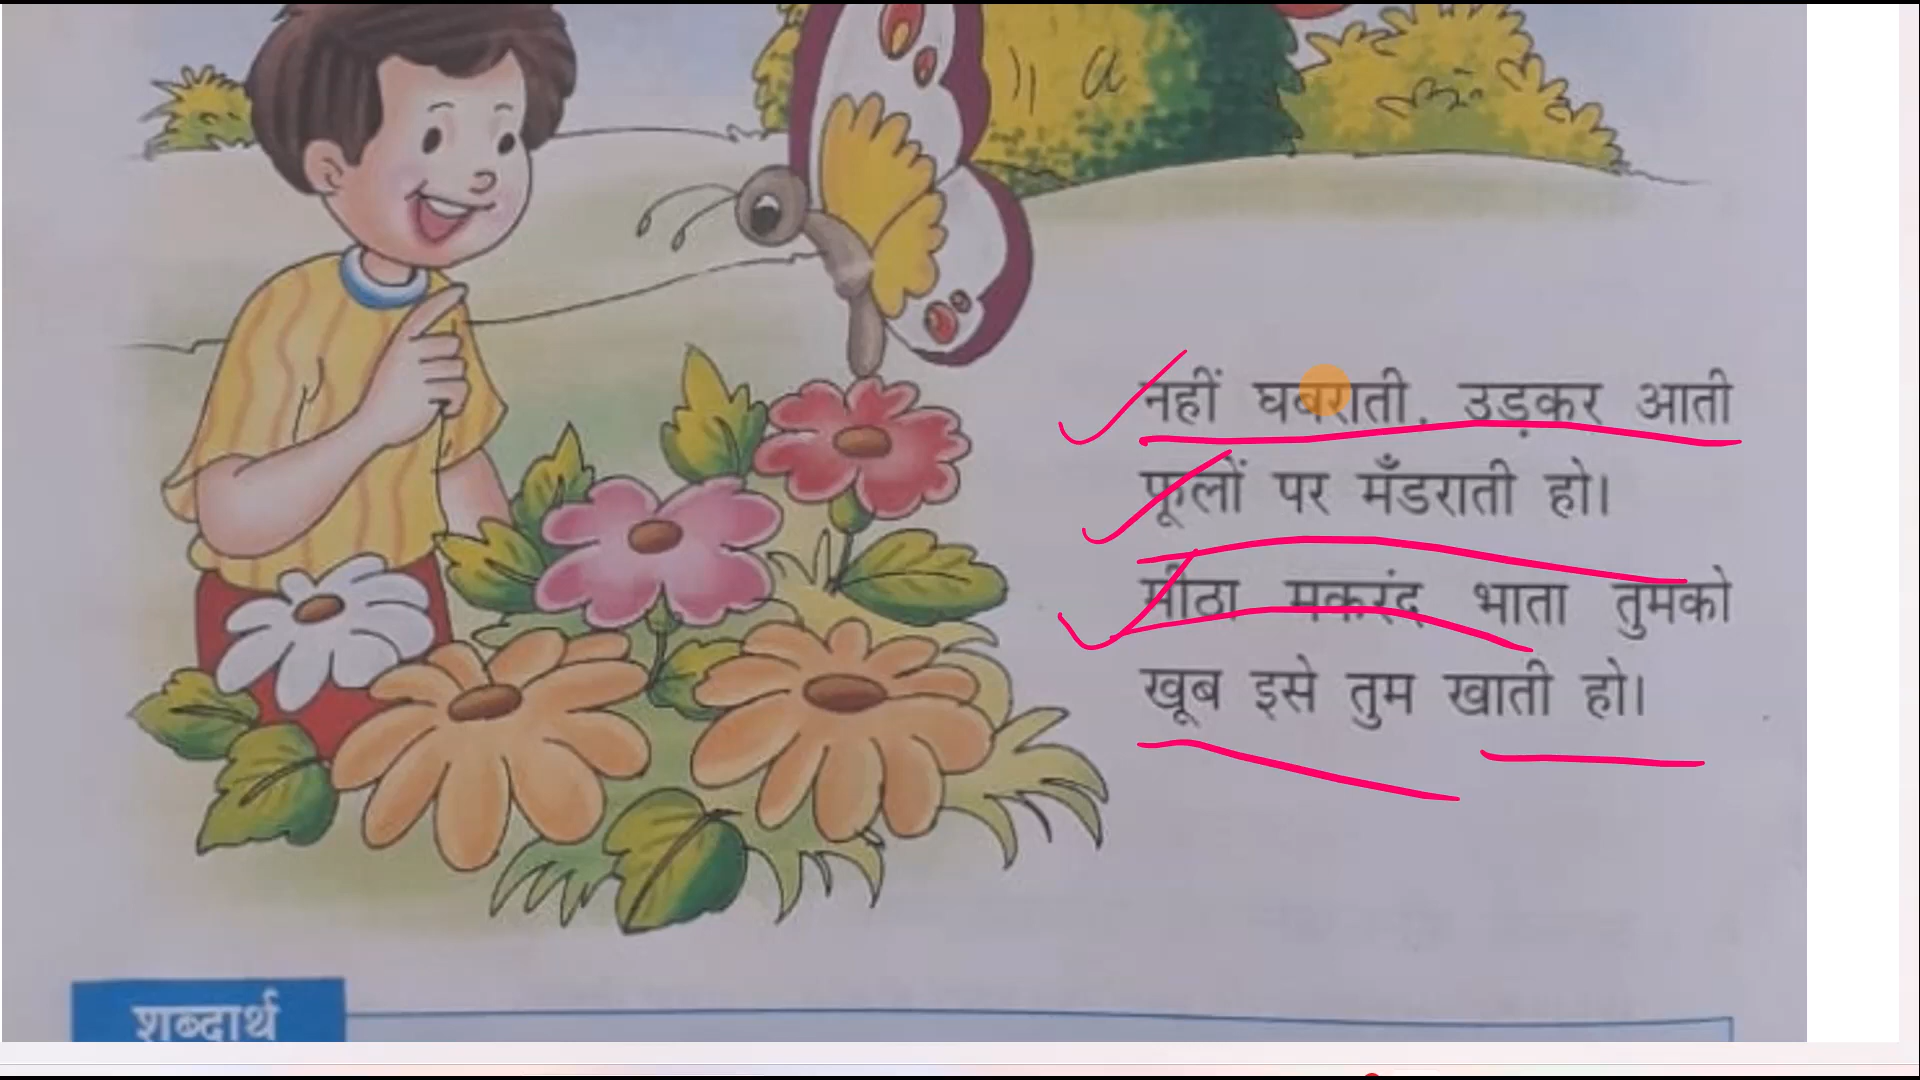 नहीं घबराती, उड़कर आती
फूलों पर मँडराती हो।
मीठा मकरंद भाता तुमको
खूब इसे तुम खाती हो।
शब्दार्थ